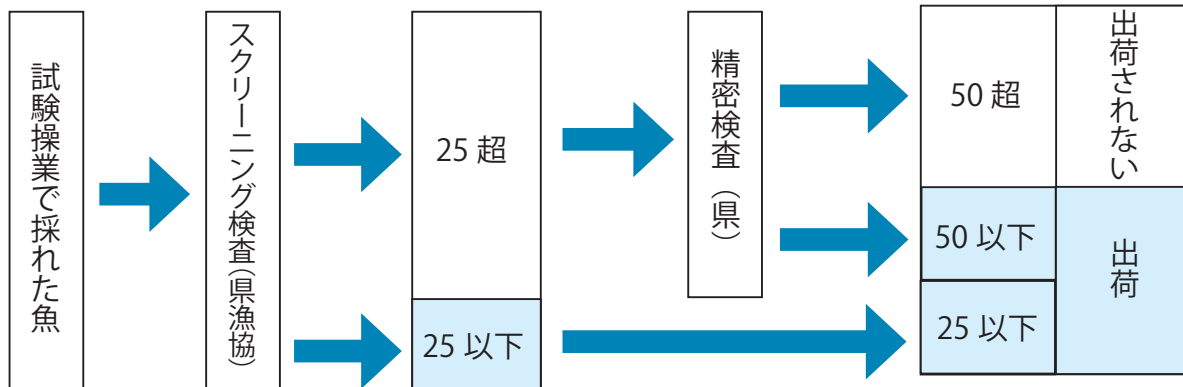 試験操業で採れた魚
スクリーニング検査(県漁協)
25 超
25 以下
精密検査(県)
50 超
50 以下
25 以下
出荷されない
出荷